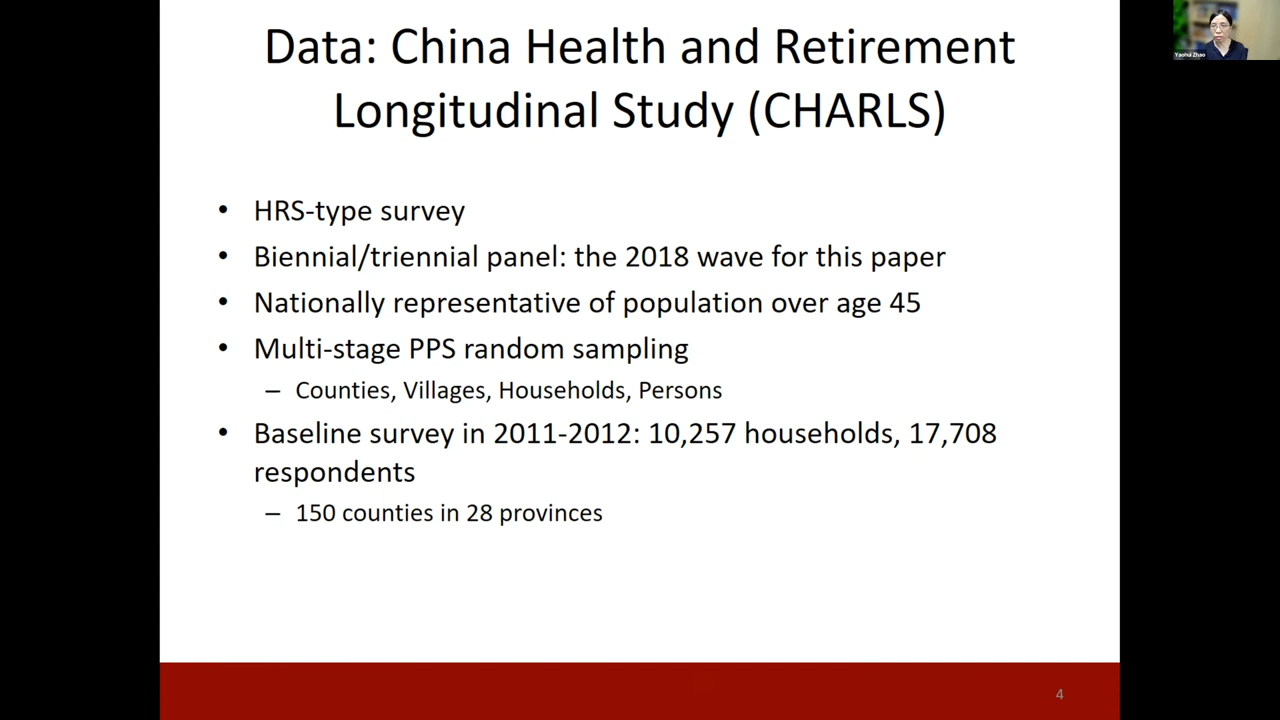 Data: China Health and Retirement
Longitudinal Study (CHARLS)
• HRS-type survey
• Biennial/triennial panel: the 2018 wave for this paper
• Nationally representative of population over age 45
• Multi-stage PPS random sampling
– Counties, Villages, Households, Persons
• Baseline survey in 2011-2012: 10,257 households, 17,708
respondents
– 150 counties in 28 provinces
4
Yaohui Zhao